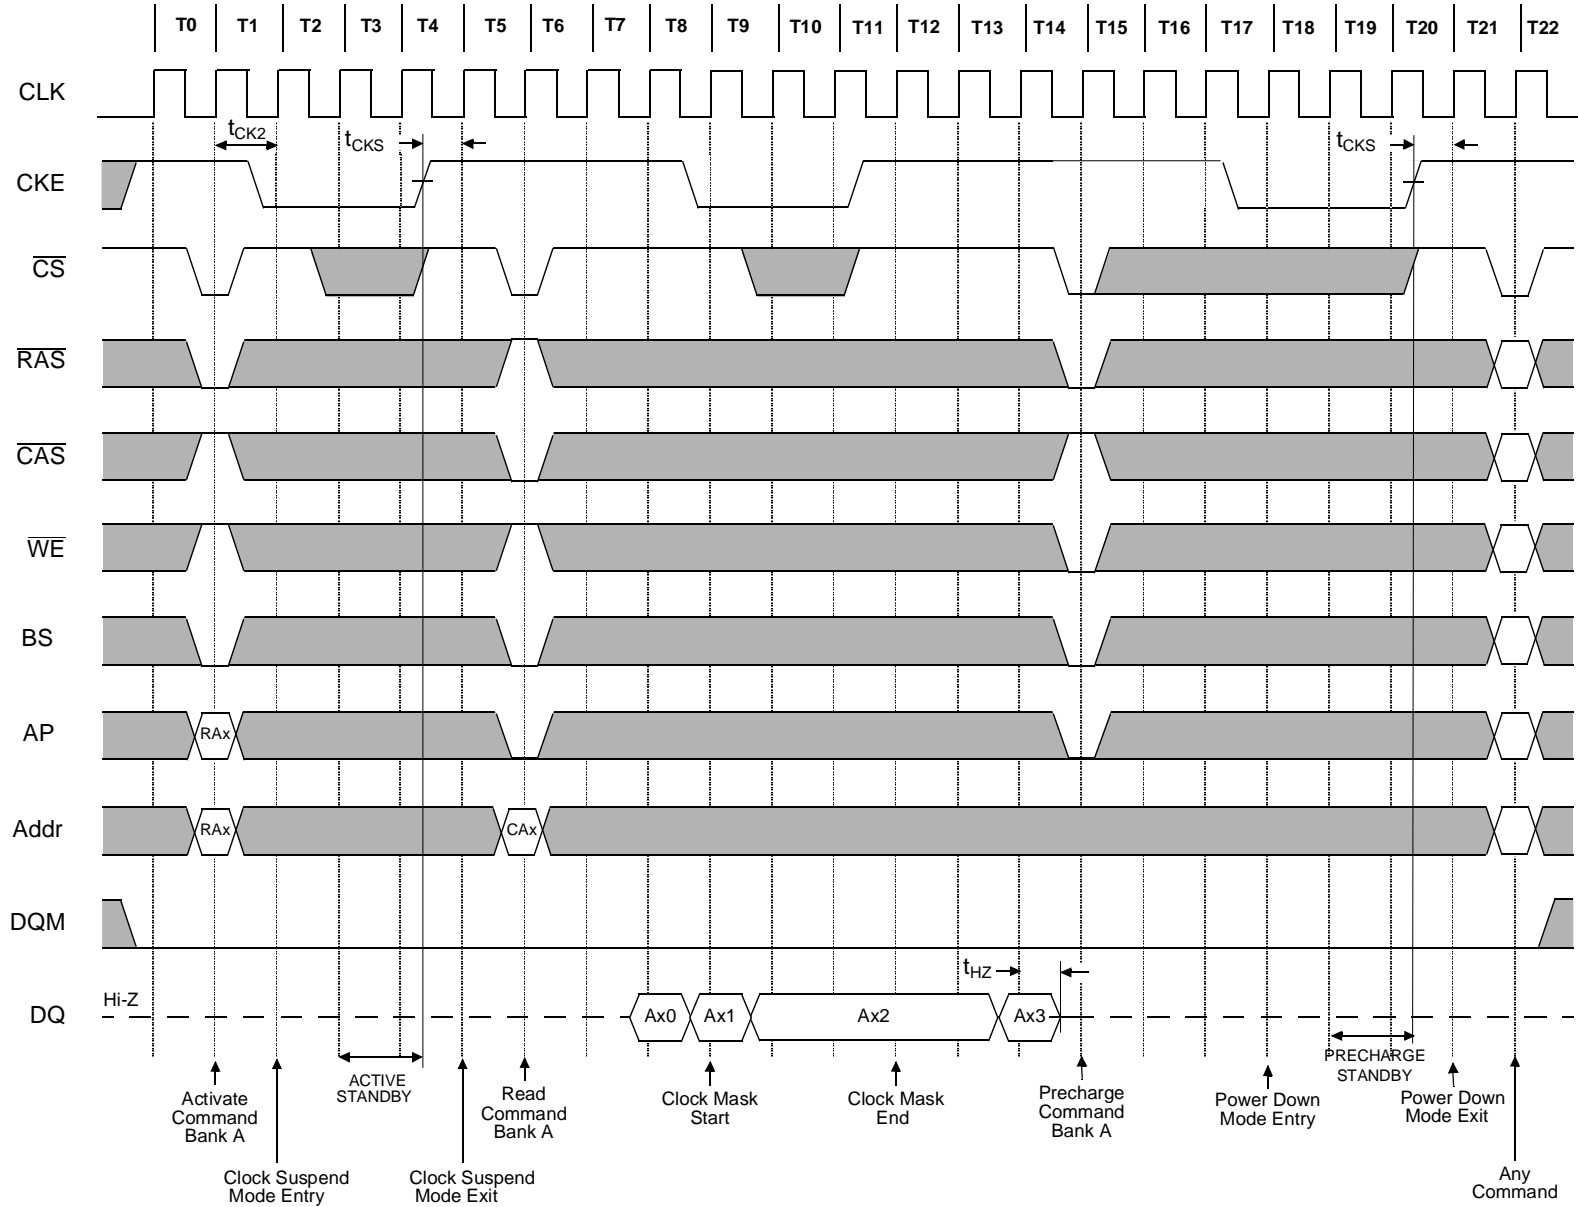 T0 T1 T2 T3 T4 T5 T6 T7 T8 T9 T10 T11 T12 T13 T14 T15 T16 T17 T18 T19 T20 T21 T22
CLK
tCK2
tCKS
tCKS
CKE
CS
RAS
CAS
WE
BS
AP
RAx
Addr
RAx
CAx
DQM
tHZ
Hi-Z
DQ
Ax0
Ax1
Ax2
Ax3
Activate
Command
Bank A
Clock Suspend
Mode Entry
ACTIVE
STANDBY
Clock Suspend
Mode Exit
Read
Command
Bank A
Clock Mask
Start
Clock Mask
End
Precharge
Command
Bank A
Power Down
Mode Entry
PRECHARGE
STANDBY
Power Down
Mode Exit
Any
Command